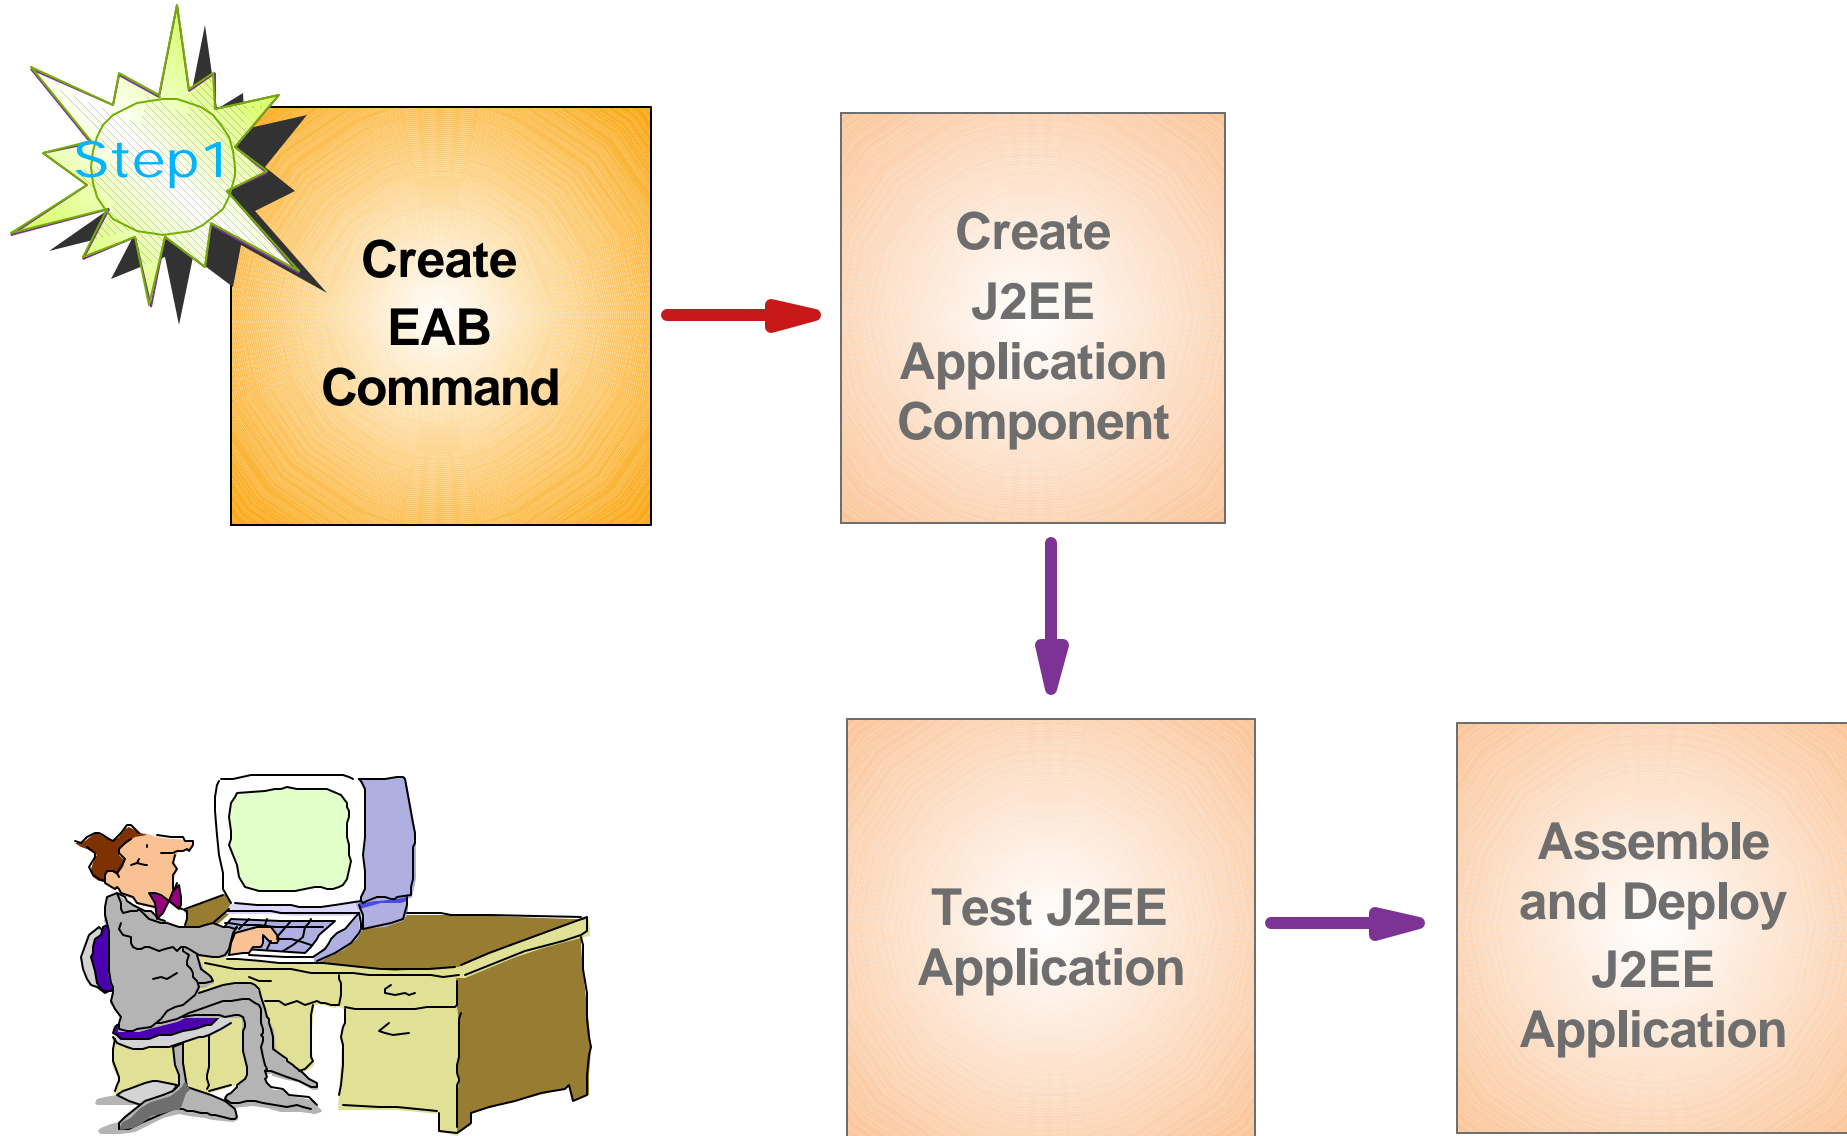 Step1
Create
EAB
Command
Create
J2EE
Application
Component
Test J2EE
Application
Assemble
and Deploy
J2EE
Application